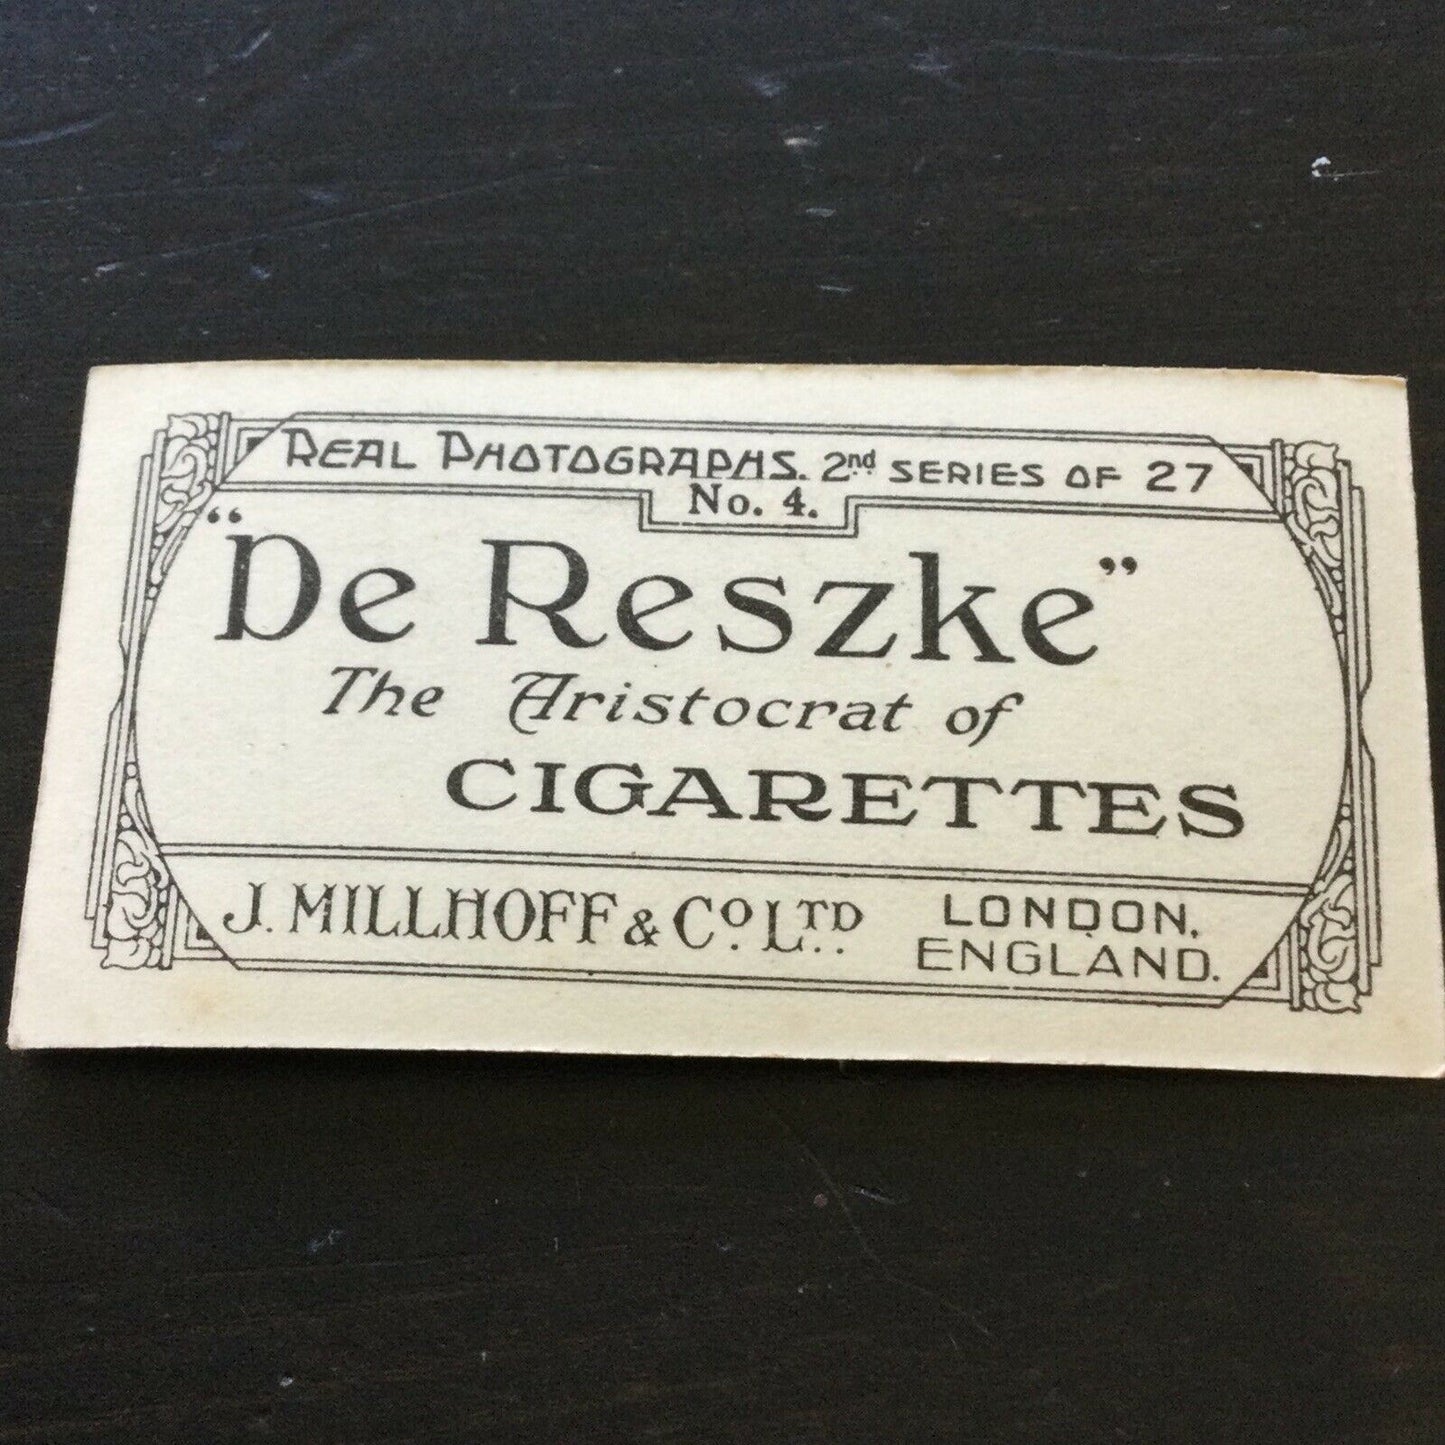 REAL PHOTOGRAPHS. 2nd SERIES OF 27
No. 4.
“De Reszke”
The Aristocrat of
CIGARETTES
J. MILLHOFF & Co. LTD.
LONDON,
ENGLAND.